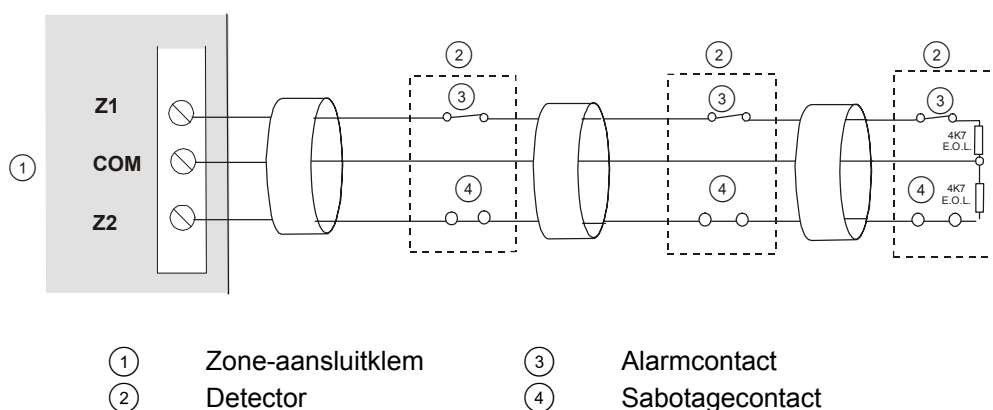 2 2 2
Z1 3 3 3
4K7
E.O.L.
1 COM
4 4 4 4K7
E.O.L.
Z2
1 Zone-aansluitklem 3 Alarmcontact
2 Detector 4 Sabotagecontact